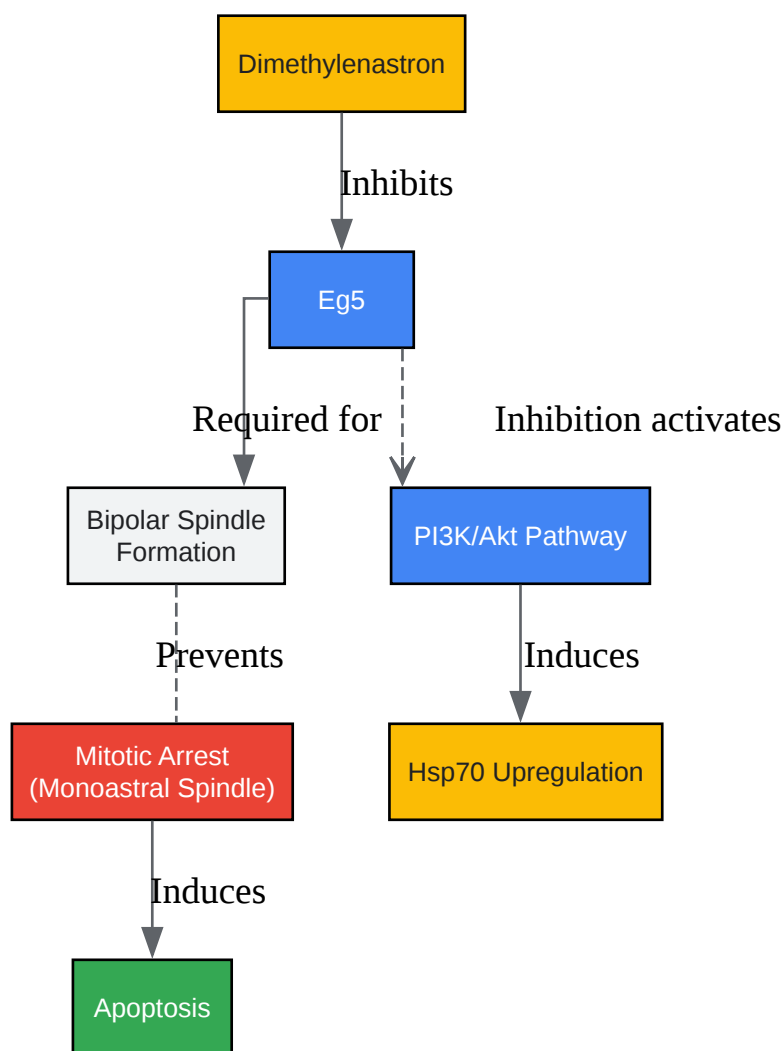 Dimethylenastron
Inhibits
Eg5
Required for
Inhibition activates
Bipolar Spindle
Formation
PI3K/Akt Pathway
Prevents
Induces
Mitotic Arrest
(Monoastral Spindle)
Hsp70 Upregulation
Induces
Apoptosis